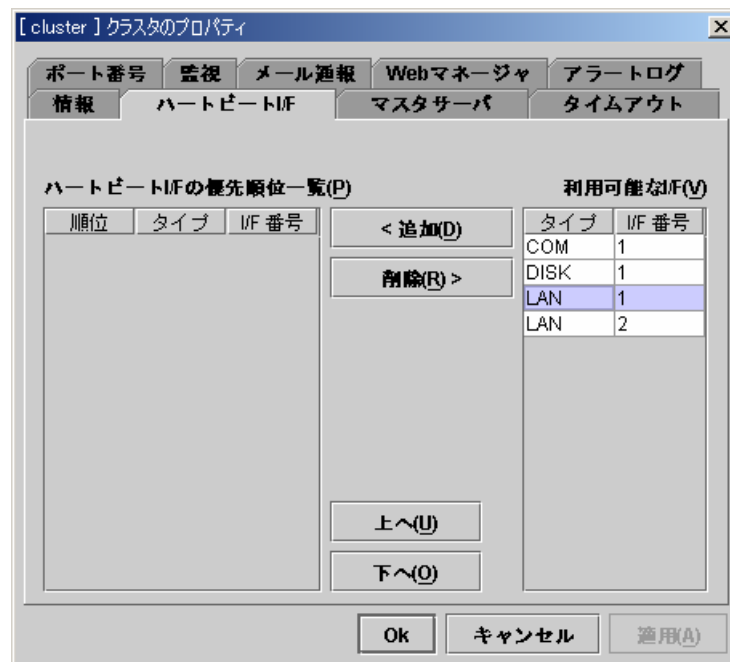 [ cluster ] クラスタのプロパティ
ポート番号 監視 メール通報 Webマネージャ アラートログ
情報 ハートビートI/F マスタサーバ タイムアウト
ハートビートI/Fの優先順位一覧(P) 利用可能なI/F(V)
順位 タイプ I/F 番号 < 追加(D) タイプ I/F 番号
COM 1
削除(R) > DISK 1
LAN 1
LAN 2
上へ(U)
下へ(O)
Ok キャンセル 適用(A)